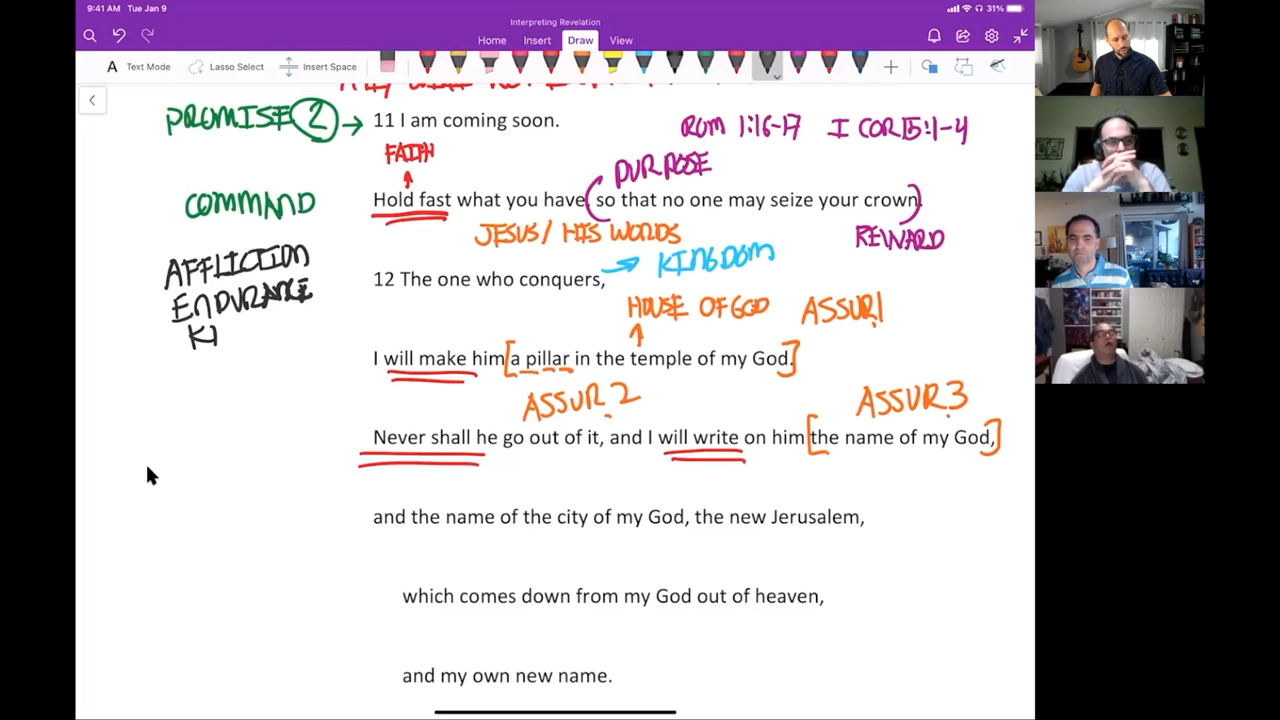 9:41 AM Tue Jan 9
31%
Interpreting Revelation
Home Insert Draw View
Text Mode Lasso Select Insert Space
PROMISE 2 → 11 I am coming soon.
ROM 1:16-17 I COR 15:1-4
FAITH
PURPOSE
COMMAND
Hold fast what you have (so that no one may seize your crown).
JESUS/ HIS WORDS
REWARD
AFFLICTION
ENDURANCE
KI
12 The one who conquers, → KINGDOM
HOUSE OF GOD ASSUR1
I will make him [a pillar in the temple of my God.]
ASSUR. 2 ASSUR. 3
Never shall he go out of it, and I will write on him [the name of my God,]
and the name of the city of my God, the new Jerusalem,
which comes down from my God out of heaven,
and my own new name.